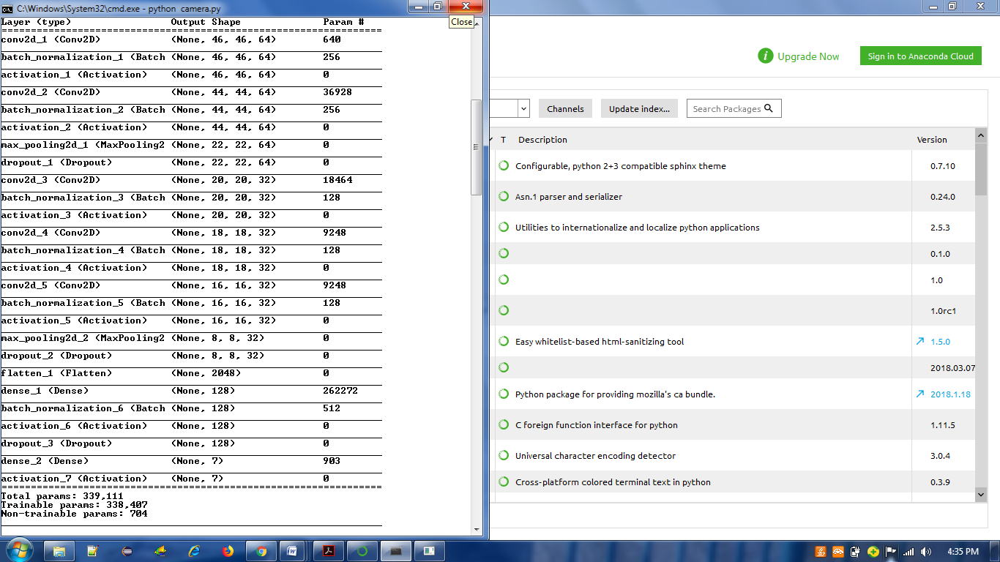 C:\Windows\System32\cmd.exe - python  camera.py
Close
Layer (type)                 Output Shape              Param #
=================================================================
conv2d_1 (Conv2D)            (None, 46, 46, 64)        640
batch_normalization_1 (Batch (None, 46, 46, 64)        256
activation_1 (Activation)    (None, 46, 46, 64)        0
conv2d_2 (Conv2D)            (None, 44, 44, 64)        36928
batch_normalization_2 (Batch (None, 44, 44, 64)        256
activation_2 (Activation)    (None, 44, 44, 64)        0
max_pooling2d_1 (MaxPooling2 (None, 22, 22, 64)        0
dropout_1 (Dropout)          (None, 22, 22, 64)        0
conv2d_3 (Conv2D)            (None, 20, 20, 32)        18464
batch_normalization_3 (Batch (None, 20, 20, 32)        128
activation_3 (Activation)    (None, 20, 20, 32)        0
conv2d_4 (Conv2D)            (None, 18, 18, 32)        9248
batch_normalization_4 (Batch (None, 18, 18, 32)        128
activation_4 (Activation)    (None, 18, 18, 32)        0
conv2d_5 (Conv2D)            (None, 16, 16, 32)        9248
batch_normalization_5 (Batch (None, 16, 16, 32)        128
activation_5 (Activation)    (None, 16, 16, 32)        0
max_pooling2d_2 (MaxPooling2 (None, 8, 8, 32)          0
dropout_2 (Dropout)          (None, 8, 8, 32)          0
flatten_1 (Flatten)          (None, 2048)              0
dense_1 (Dense)              (None, 128)               262272
batch_normalization_6 (Batch (None, 128)               512
activation_6 (Activation)    (None, 128)               0
dropout_3 (Dropout)          (None, 128)               0
dense_2 (Dense)              (None, 7)                 903
activation_7 (Activation)    (None, 7)                 0
=================================================================
Total params: 339,111
Trainable params: 338,407
Non-trainable params: 704
Upgrade Now
Sign in to Anaconda Cloud
Channels
Update index...
Search Packages
T Description Version
Configurable, python 2+3 compatible sphinx theme 0.7.10
Asn.1 parser and serializer 0.24.0
Utilities to internationalize and localize python applications 2.5.3
0.1.0
1.0
1.0rc1
Easy whitelist-based html-sanitizing tool 1.5.0
2018.03.07
Python package for providing mozilla's ca bundle. 2018.1.18
C foreign function interface for python 1.11.5
Universal character encoding detector 3.0.4
Cross-platform colored terminal text in python 0.3.9
4:35 PM